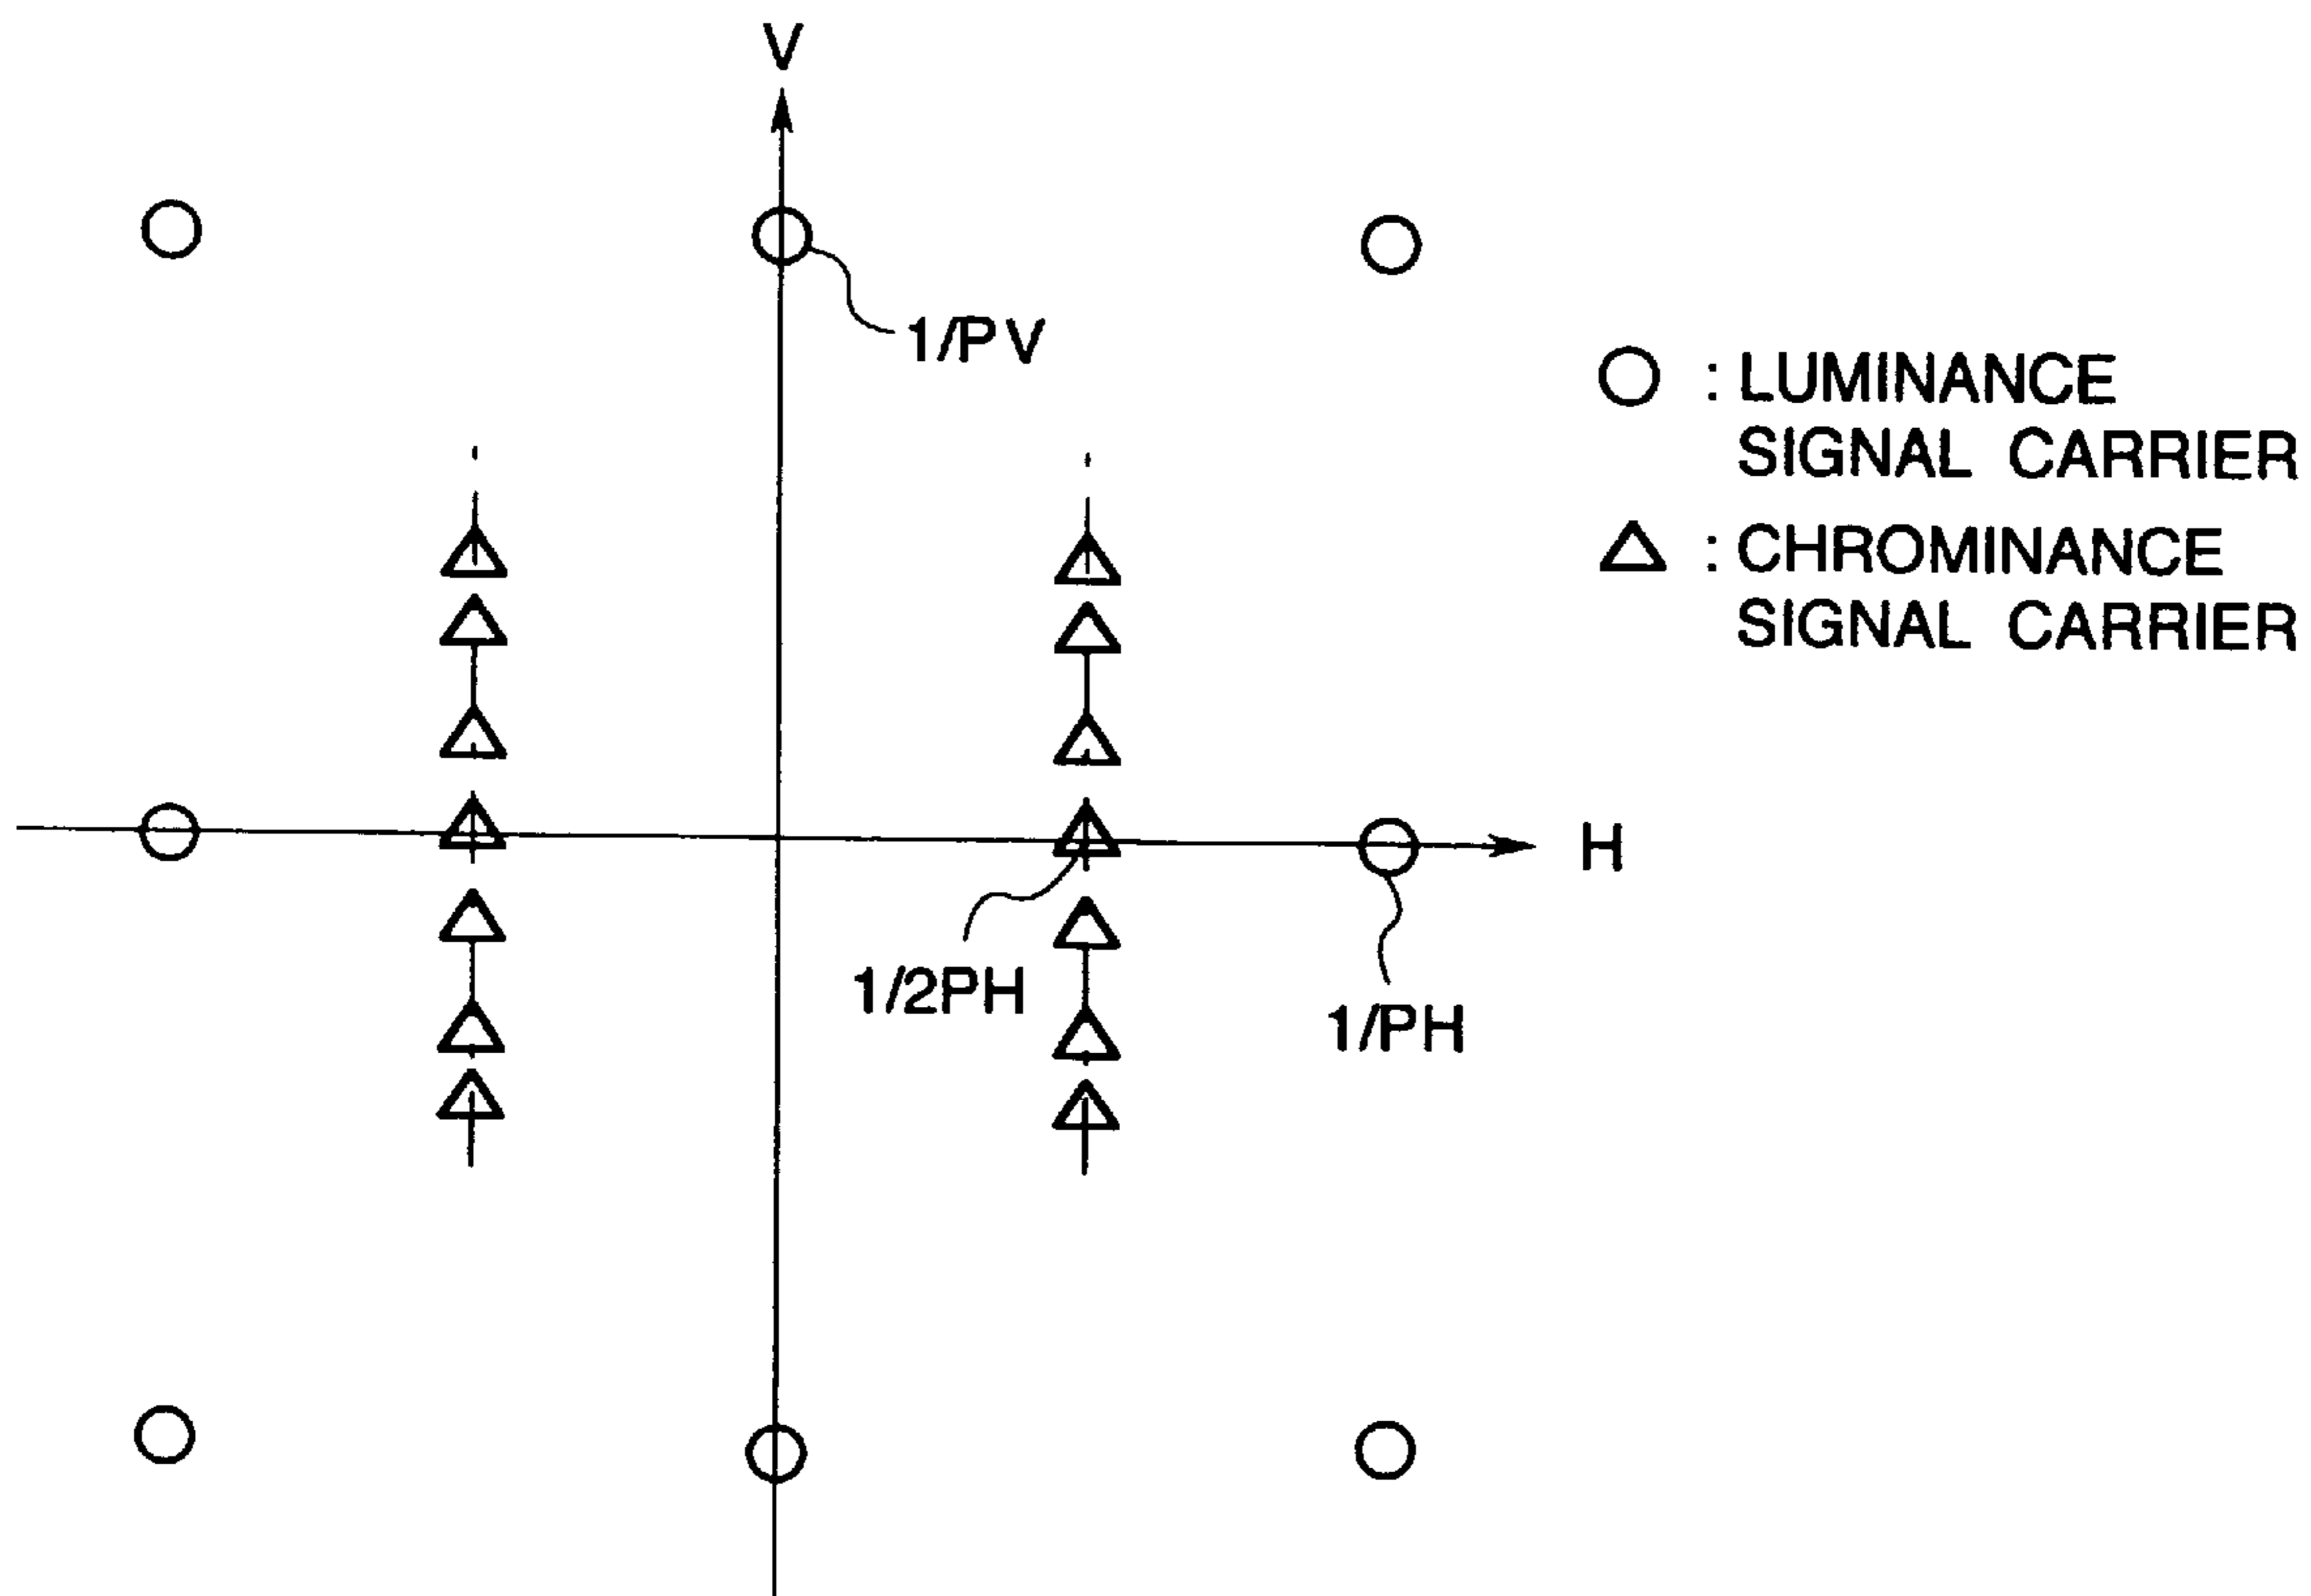 V
1/PV
: LUMINANCE
SIGNAL CARRIER
: CHROMINANCE
SIGNAL CARRIER
H
1/2PH
1/PH